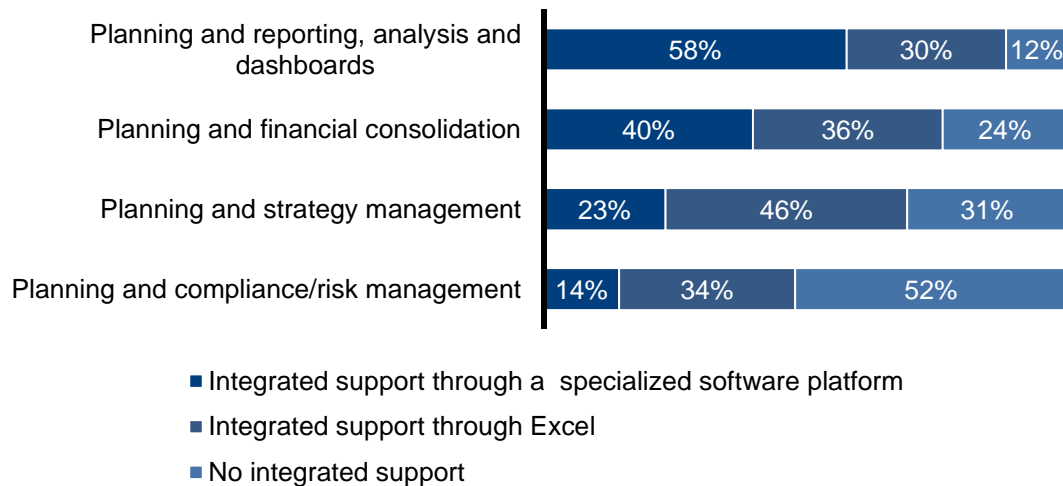 Planning and reporting, analysis and
dashboards
58% 30% 12%
Planning and financial consolidation
40% 36% 24%
Planning and strategy management
23% 46% 31%
Planning and compliance/risk management
14% 34% 52%
Integrated support through a  specialized software platform
Integrated support through Excel
No integrated support